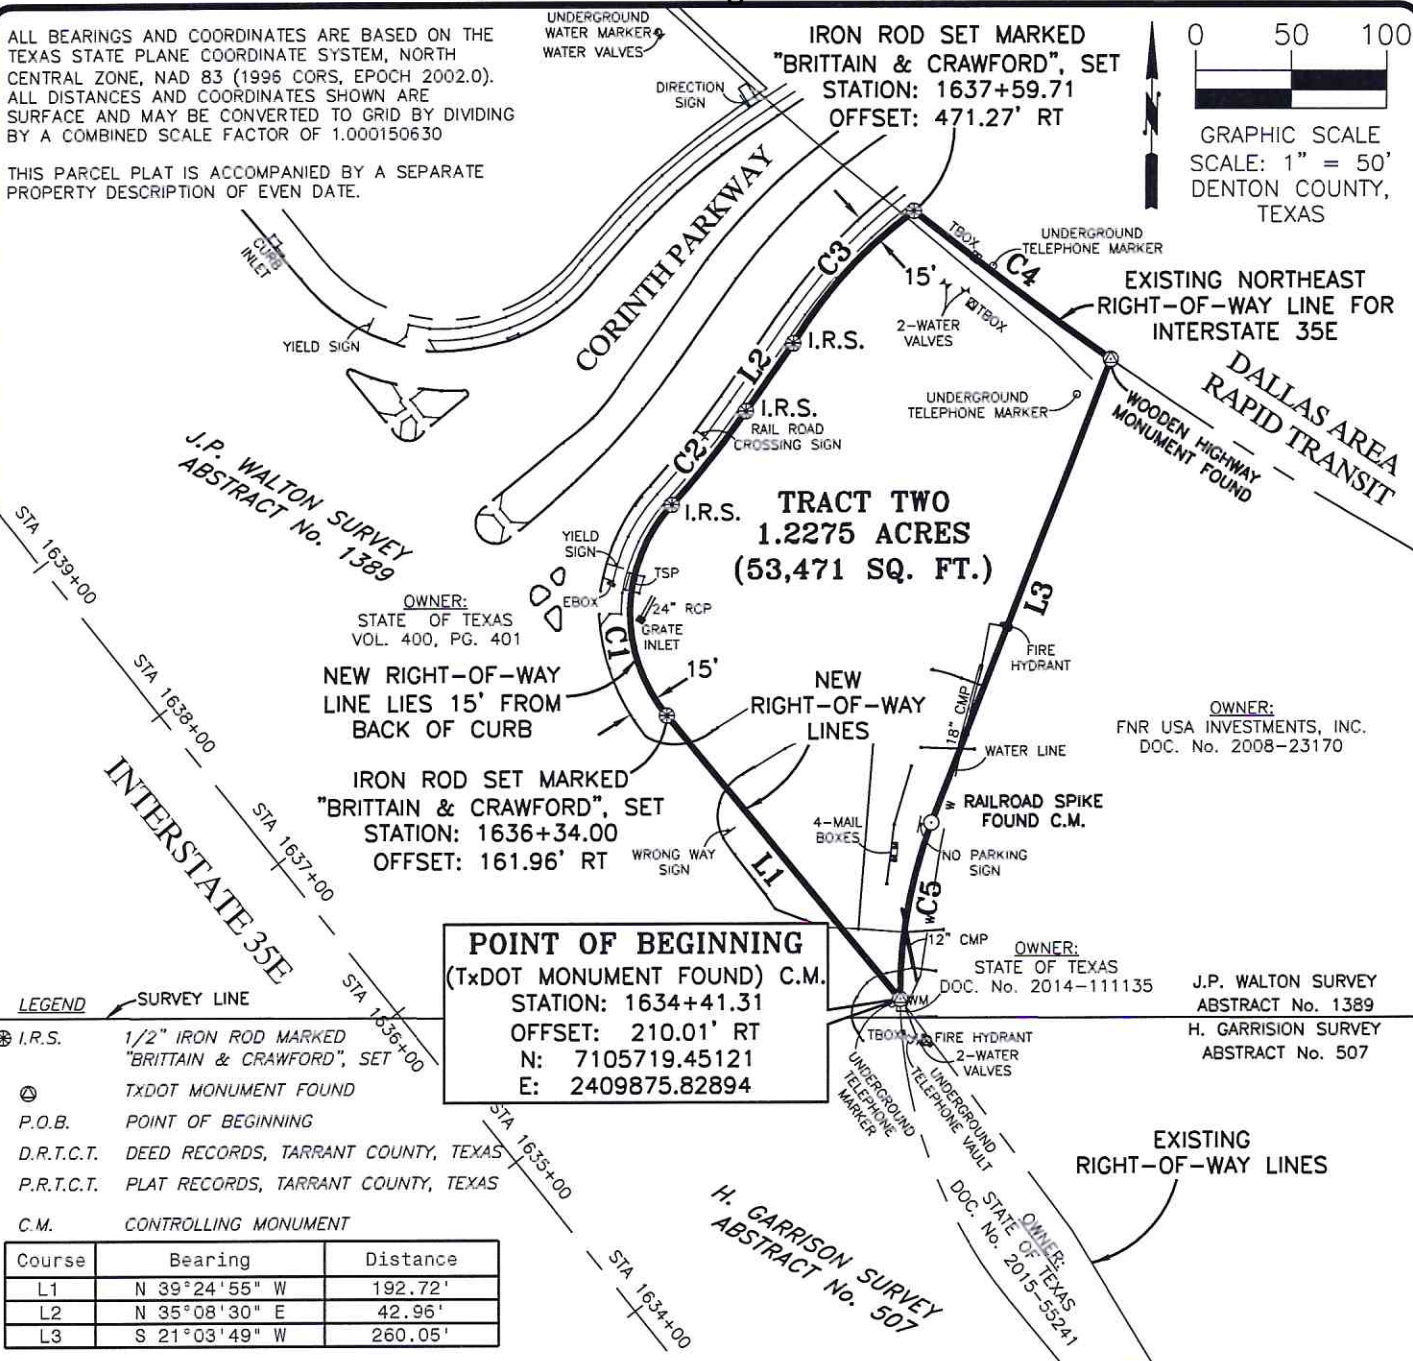 ALL BEARINGS AND COORDINATES ARE BASED ON THE
TEXAS STATE PLANE COORDINATE SYSTEM, NORTH
CENTRAL ZONE, NAD 83 (1996 CORS, EPOCH 2002.0).
ALL DISTANCES AND COORDINATES SHOWN ARE
SURFACE AND MAY BE CONVERTED TO GRID BY DIVIDING
BY A COMBINED SCALE FACTOR OF 1.000150630
THIS PARCEL PLAT IS ACCOMPANIED BY A SEPARATE
PROPERTY DESCRIPTION OF EVEN DATE.
UNDERGROUND
WATER MARKER
WATER VALVES
DIRECTION
SIGN
IRON ROD SET MARKED
"BRITTAIN & CRAWFORD", SET
STATION: 1637+59.71
OFFSET: 471.27' RT
N
0 50 100
GRAPHIC SCALE
SCALE: 1" = 50'
DENTON COUNTY,
TEXAS
CURB
INLET
YIELD SIGN
CORINTH PARKWAY
C3
15'
TBOX
UNDERGROUND
TELEPHONE MARKER
C4
TBOX
2-WATER
VALVES
EXISTING NORTHEAST
RIGHT-OF-WAY LINE FOR
INTERSTATE 35E
I.R.S.
L2
I.R.S.
RAIL ROAD
CROSSING SIGN
C2
UNDERGROUND
TELEPHONE MARKER
WOODEN HIGHWAY
MONUMENT FOUND
DALLAS AREA
RAPID TRANSIT
J.P. WALTON SURVEY
ABSTRACT No. 1389
I.R.S.
TRACT TWO
1.2275 ACRES
(53,471 SQ. FT.)
YIELD
SIGN
TSP
EBOX
24" RCP
GRATE
INLET
STA 1639+00
OWNER:
STATE OF TEXAS
VOL. 400, PG. 401
C1
15'
L3
FIRE
HYDRANT
NEW RIGHT-OF-WAY
LINE LIES 15' FROM
BACK OF CURB
NEW
RIGHT-OF-WAY
LINES
18" CMP
WATER LINE
OWNER:
FNR USA INVESTMENTS, INC.
DOC. No. 2008-23170
STA 1638+00
INTERSTATE 35E
IRON ROD SET MARKED
"BRITTAIN & CRAWFORD", SET
STATION: 1636+34.00
OFFSET: 161.96' RT
WRONG WAY
SIGN
4-MAIL
BOXES
W
RAILROAD SPIKE
FOUND C.M.
NO PARKING
SIGN
STA 1637+00
L1
C5
W
12" CMP
POINT OF BEGINNING
(TxDOT MONUMENT FOUND) C.M.
STATION: 1634+41.31
OFFSET: 210.01' RT
N: 7105719.45121
E: 2409875.82894
OWNER:
STATE OF TEXAS
DOC. No. 2014-111135
WM
J.P. WALTON SURVEY
ABSTRACT No. 1389
H. GARRISION SURVEY
ABSTRACT No. 507
TBOX
FIRE HYDRANT
2-WATER
VALVES
UNDERGROUND
TELEPHONE
MARKER
UNDERGROUND
TELEPHONE VAULT
STA 1636+00
LEGEND
SURVEY LINE
I.R.S. 1/2" IRON ROD MARKED
"BRITTAIN & CRAWFORD", SET
TXDOT MONUMENT FOUND
P.O.B. POINT OF BEGINNING
D.R.T.C.T. DEED RECORDS, TARRANT COUNTY, TEXAS
P.R.T.C.T. PLAT RECORDS, TARRANT COUNTY, TEXAS
C.M. CONTROLLING MONUMENT
STA 1635+00
EXISTING
RIGHT-OF-WAY LINES
H. GARRISON SURVEY
ABSTRACT No. 507
OWNER:
STATE OF TEXAS
DOC. No. 2015-55241
STA 1634+00
Course Bearing Distance
L1 N 39°24'55" W 192.72'
L2 N 35°08'30" E 42.96'
L3 S 21°03'49" W 260.05'